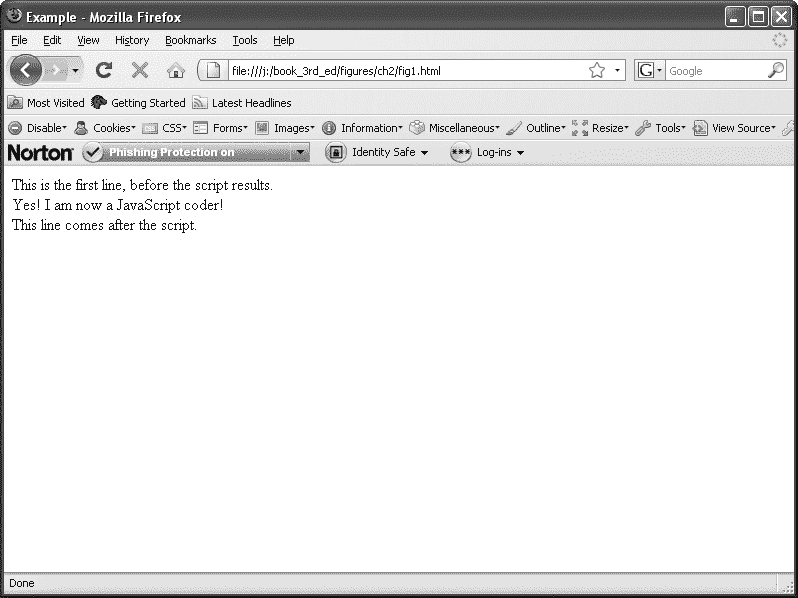 Example - Mozilla Firefox
File Edit View History Bookmarks Tools Help
file:///j:/book_3rd_ed/figures/ch2/fig1.html G Google
Most Visited Getting Started Latest Headlines
Disable Cookies CSS Forms Images Information Miscellaneous Outline Resize Tools View Source
Norton Phishing Protection on Identity Safe Log-ins
This is the first line, before the script results.
Yes! I am now a JavaScript coder!
This line comes after the script.
Done